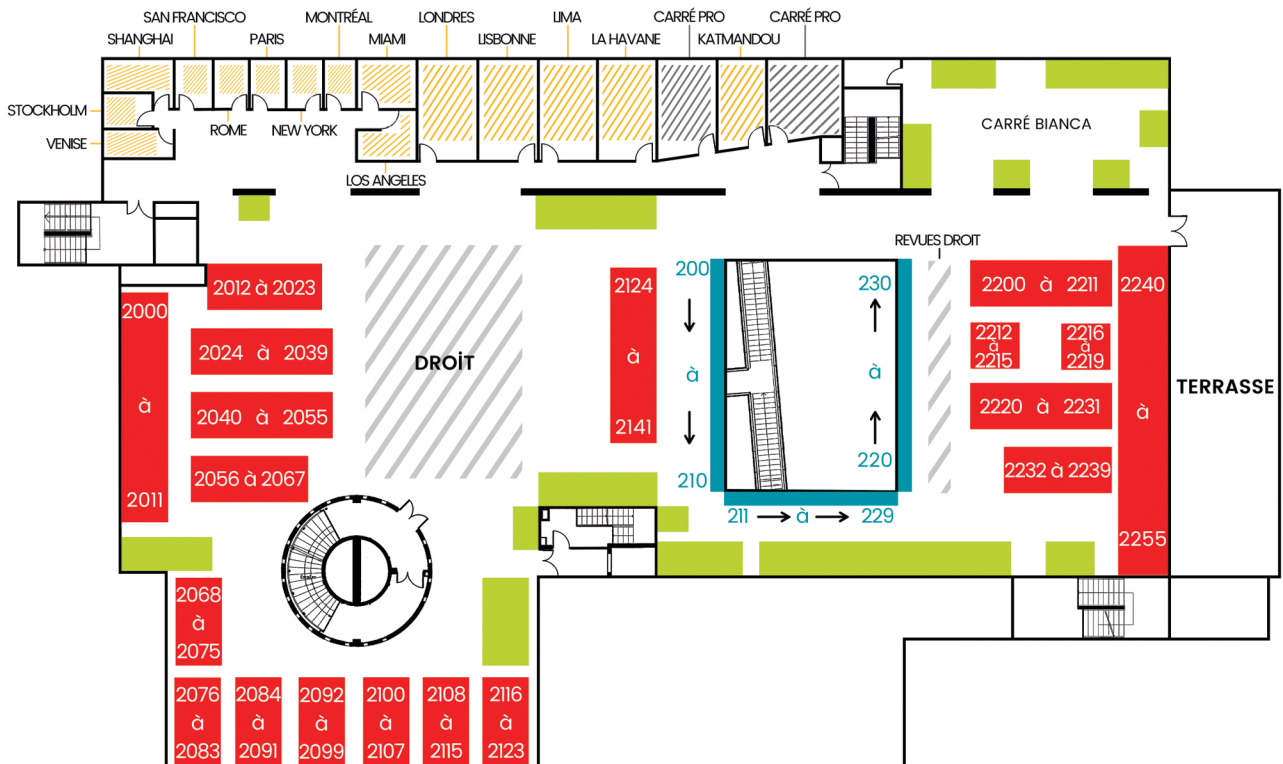 SAN FRANCISCO
MONTRÉAL
LONDRES
LIMA
CARRÉ PRO
CARRÉ PRO
SHANGHAI
PARIS
MIAMI
LISBONNE
LA HAVANE
KATMANDOU
STOCKHOLM
ROME
NEW YORK
VENISE
LOS ANGELES
CARRÉ BIANCA
REVUES DROIT
2000
à
2011
2012 à 2023
2024 à 2039
2040 à 2055
2056 à 2067
DROİT
2124
à
2141
200
à
210
211 → à → 229
230
à
220
2200 à 2211
2212
à
2215
2216
à
2219
2220 à 2231
2232 à 2239
2240
à
2255
TERRASSE
2068
à
2075
2076
à
2083
2084
à
2091
2092
à
2099
2100
à
2107
2108
à
2115
2116
à
2123